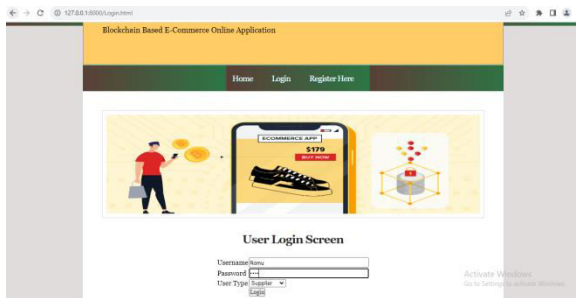 127.0.0.1:8000/Login.html
Blockchain Based E-Commerce Online Application
Home Login Register Here
ECOMMERCE APP
$179
BUY NOW
User Login Screen
Username Romu
Password ····
User Type Supplier
Login
Activate Windows
Go to Settings to activate Windows.